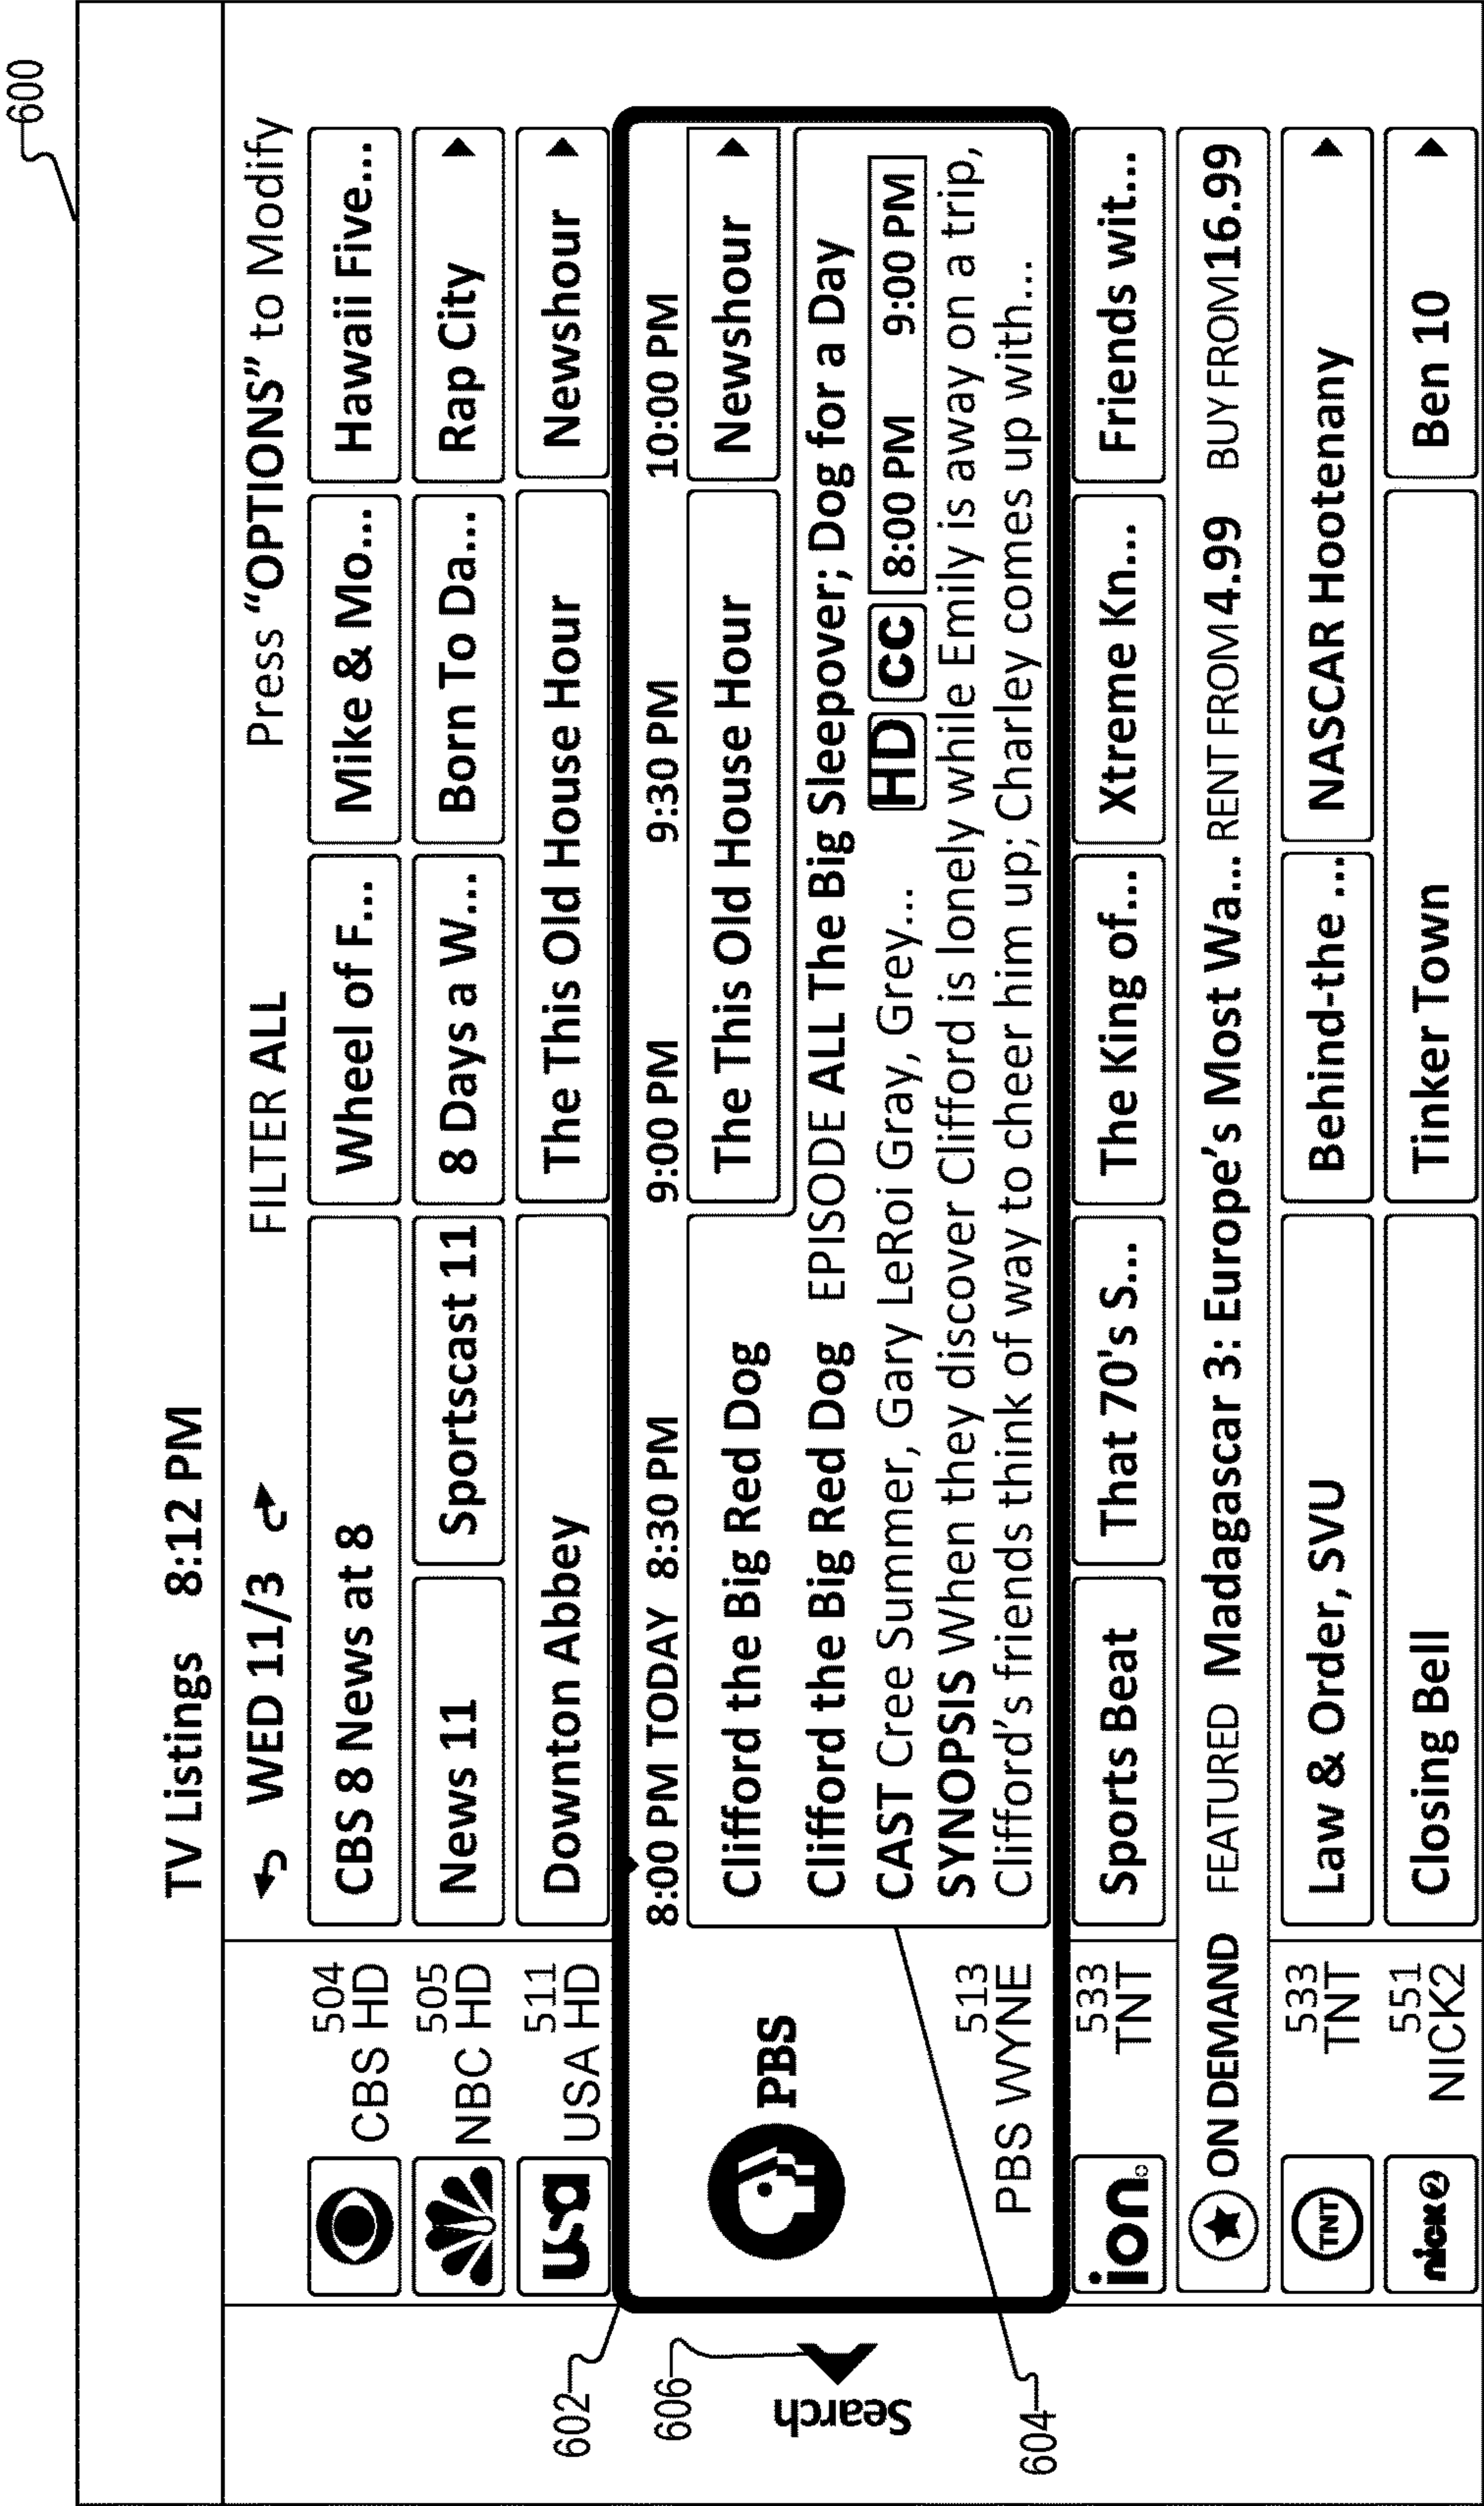 600
TV Listings 8:12 PM
WED 11/3 FILTER ALL Press “OPTIONS” to Modify
504
CBS HD CBS 8 News at 8 Wheel of F... Mike & Mo... Hawaii Five...
505
NBC HD News 11 Sportscast 11 8 Days a W... Born To Da... Rap City
511
usa USA HD Downton Abbey The This Old House Hour Newshour
602
8:00 PM TODAY 8:30 PM 9:00 PM 9:30 PM 10:00 PM
606
Search
PBS
Clifford the Big Red Dog The This Old House Hour Newshour
Clifford the Big Red Dog EPISODE ALL The Big Sleepover; Dog for a Day
CAST Cree Summer, Gary LeRoi Gray, Grey... HD cc 8:00 PM 9:00 PM
513
PBS WYNE
SYNOPSIS When they discover Clifford is lonely while Emily is away on a trip,
Clifford’s friends think of way to cheer him up; Charley comes up with...
604
533
ion TNT Sports Beat That 70's S... The King of... Xtreme Kn... Friends wit...
ON DEMAND FEATURED Madagascar 3: Europe’s Most Wa... RENT FROM 4.99 BUY FROM 16.99
533
TNT TNT Law & Order, SVU Behind-the ... NASCAR Hootenany
551
nick2 NICK2 Closing Bell Tinker Town Ben 10